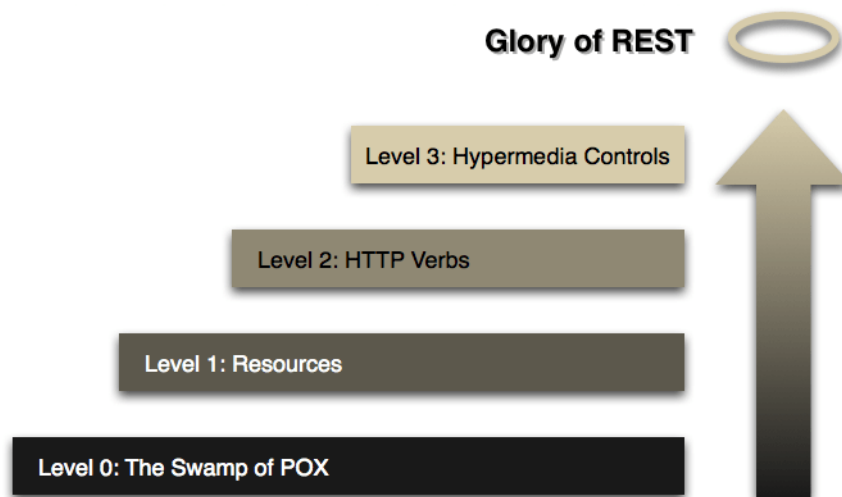 Glory of REST
Level 3: Hypermedia Controls
Level 2: HTTP Verbs
Level 1: Resources
Level 0: The Swamp of POX